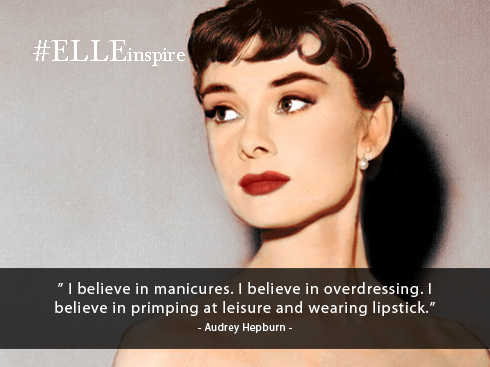 #ELLEinspire
” I believe in manicures. I believe in overdressing. I
believe in primping at leisure and wearing lipstick.”
- Audrey Hepburn -